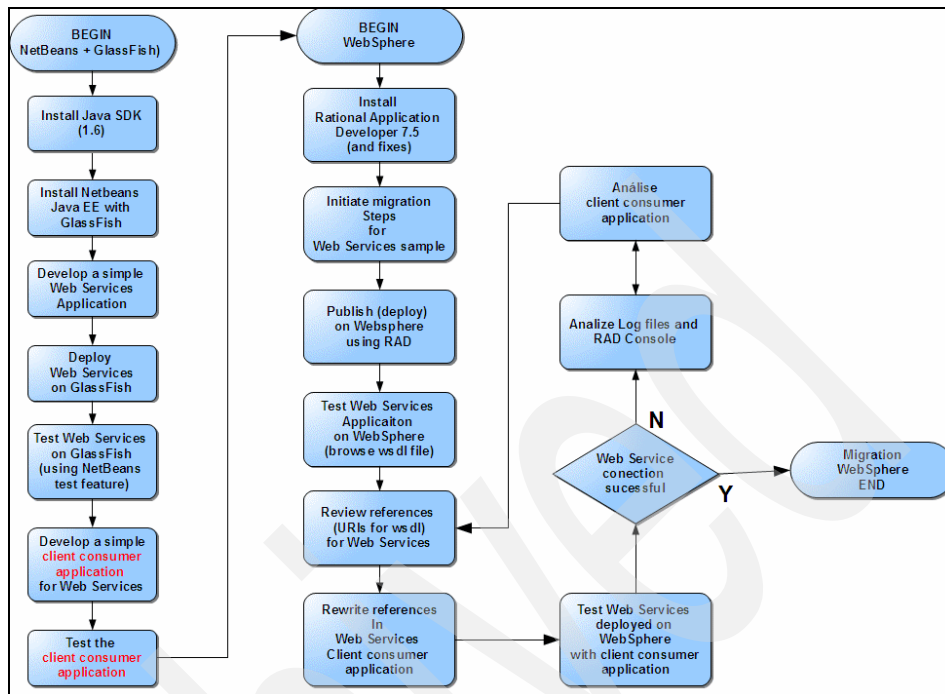 BEGIN
NetBeans + GlassFish)
Install Java SDK
(1.6)
Install Netbeans
Java EE with
GlassFish
Develop a simple
Web Services
Application
Deploy
Web Services
on GlassFish
Test Web Services
on GlassFish
(using NetBeans
test feature)
Develop a simple
client consumer
application
for Web Services
Test the
client consumer
application
BEGIN
WebSphere
Install
Rational Application
Developer 7.5
(and fixes)
Initiate migration
Steps
for
Web Services sample
Publish (deploy)
on Websphere
using RAD
Test Web Services
Applicaiton
on WebSphere
(browse wsdl file)
Review references
(URIs for wsdl)
for Web Services
Rewrite references
In
Web Services
Client consumer
application
Test Web Services
deployed on
WebSphere
with client consumer
application
Web Service
conection
sucessful
N
Y
Analize Log files and
RAD Console
Análise
client consumer
application
Migration
WebSphere
END